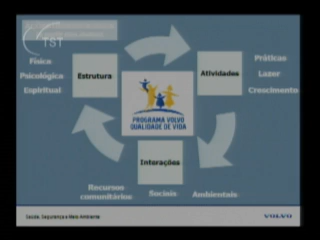 TST
Física
Psicológica
Espiritual
Estrutura
Atividades
Práticas
Lazer
Crescimento
PROGRAMA VOLVO
QUALIDADE DE VIDA
Interações
Recursos
comunitários
Sociais
Ambientais
Saúde, Segurança e Meio Ambiente
VOLVO